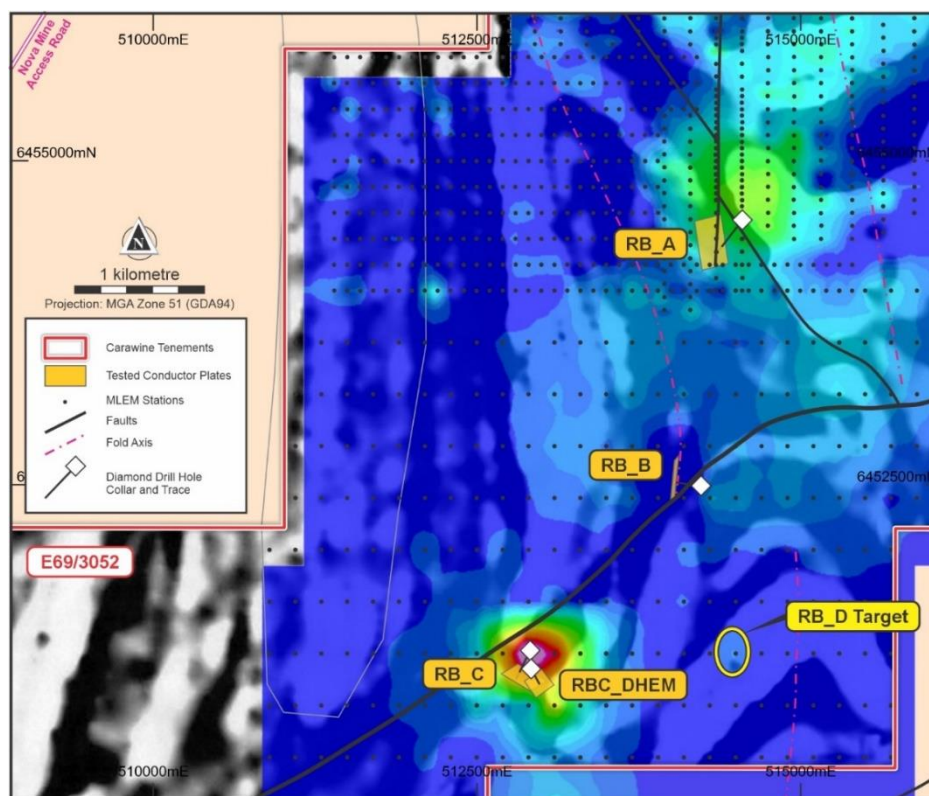 Nova Mine
Access Road
510000mE
512500mE
515000mE
6455000mN
6455000mN
RB_A
N
1 kilometre
Projection: MGA Zone 51 (GDA94)
Carawine Tenements
Tested Conductor Plates
MLEM Stations
Faults
Fold Axis
Diamond Drill Hole
Collar and Trace
RB_B
6452500mN
E69/3052
RB_D Target
RB_C
RBC_DHEM
510000mE
512500mE
515000mE